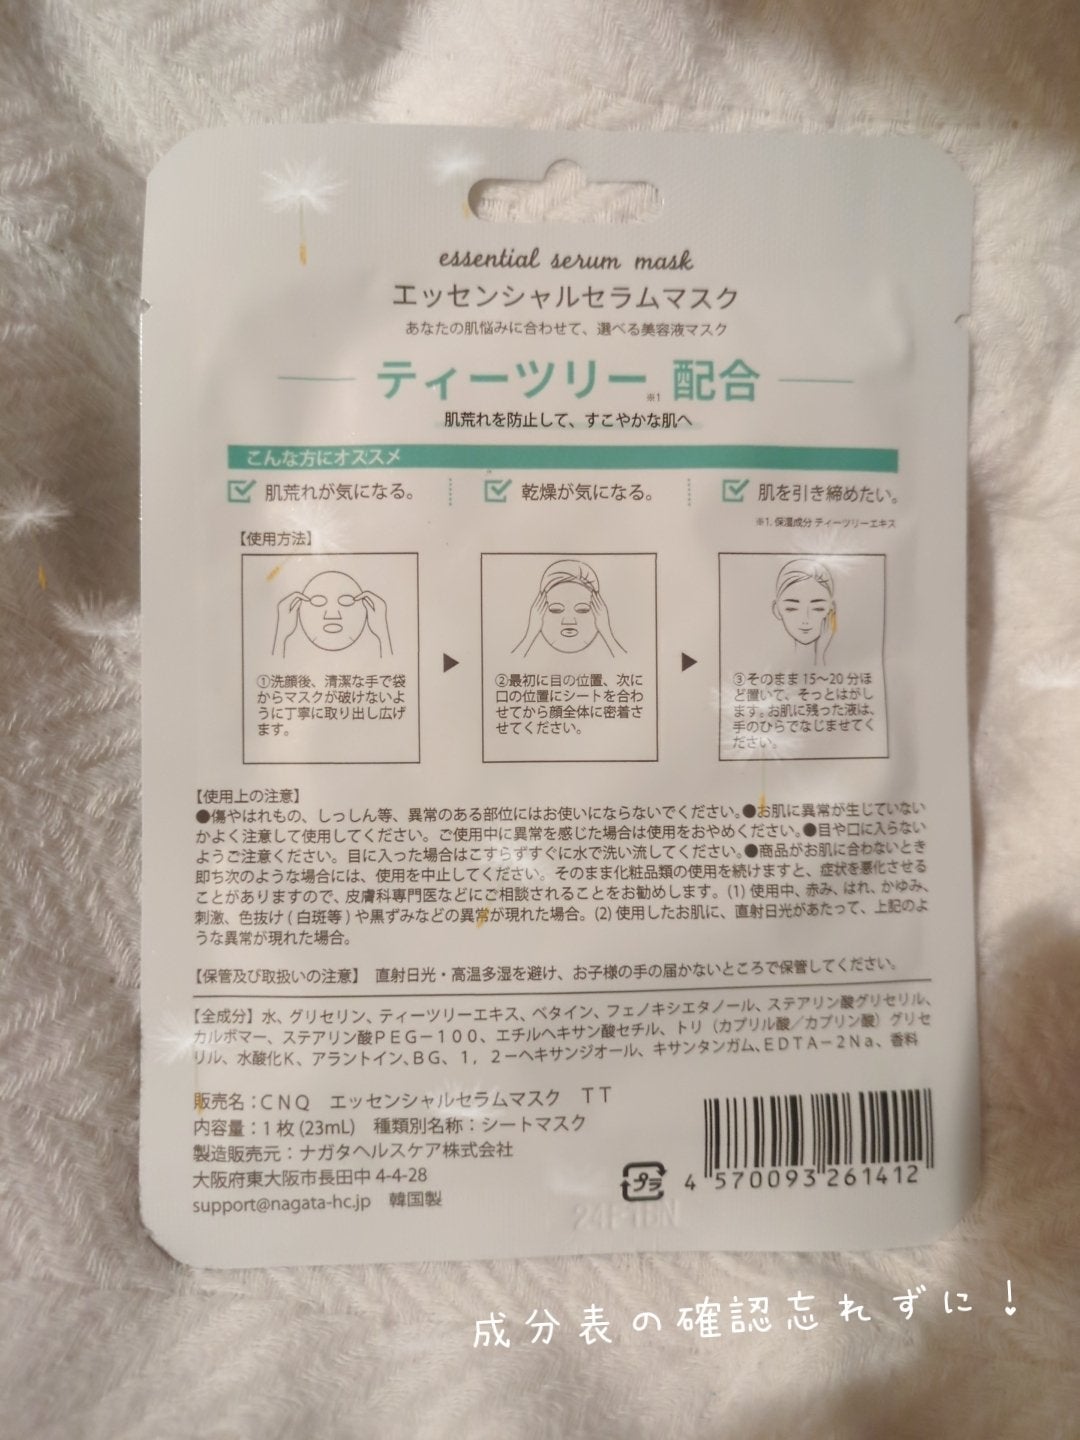 essential serum mask
エッセンシャルセラムマスク
あなたの肌悩みに合わせて、選べる美容液マスク
ティーツリー※1 配合
肌荒れを防止して、すこやかな肌へ
こんな方にオススメ
肌荒れが気になる。 乾燥が気になる。 肌を引き締めたい。
※1. 保湿成分 ティーツリーエキス
【使用方法】
①洗顔後、清潔な手で袋
からマスクが破けないよ
うに丁寧に取り出し広げ
ます。
②最初に目の位置、次に
口の位置にシートを合わ
せてから顔全体に密着さ
せてください。
③そのまま 15～20 分ほ
ど置いて、そっとはがし
ます。お肌に残った液は、
手のひらでなじませてく
ださい。
【使用上の注意】
●傷やはれもの、しっしん等、異常のある部位にはお使いにならないでください。●お肌に異常が生じていない
かよく注意して使用してください。ご使用中に異常を感じた場合は使用をおやめください。●目や口に入らない
ようご注意ください。目に入った場合はこすらずすぐに水で洗い流してください。●商品がお肌に合わないとき
即ち次のような場合には、使用を中止してください。そのまま化粧品類の使用を続けますと、症状を悪化させる
ことがありますので、皮膚科専門医などにご相談されることをお勧めします。(1) 使用中、赤み、はれ、かゆみ、
刺激、色抜け ( 白斑等 ) や黒ずみなどの異常が現れた場合。(2) 使用したお肌に、直射日光があたって、上記のよ
うな異常が現れた場合。
【保管及び取扱いの注意】 直射日光・高温多湿を避け、お子様の手の届かないところで保管してください。
【全成分】水、グリセリン、ティーツリーエキス、ベタイン、フェノキシエタノール、ステアリン酸グリセリル、
カルボマー、ステアリン酸ＰＥＧ－１００、エチルヘキサン酸セチル、トリ（カプリル酸／カプリン酸）グリセ
リル、水酸化Ｋ、アラントイン、ＢＧ、１，２－ヘキサンジオール、キサンタンガム、ＥＤＴＡ－２Ｎａ、香料
販売名：ＣＮＱ エッセンシャルセラムマスク ＴＴ
内容量：1 枚 (23mL) 種類別名称：シートマスク
製造販売元：ナガタヘルスケア株式会社
大阪府東大阪市長田中 4-4-28
support@nagata-hc.jp 韓国製
プラ
4 570093 261412
成分表の確認忘れずに！